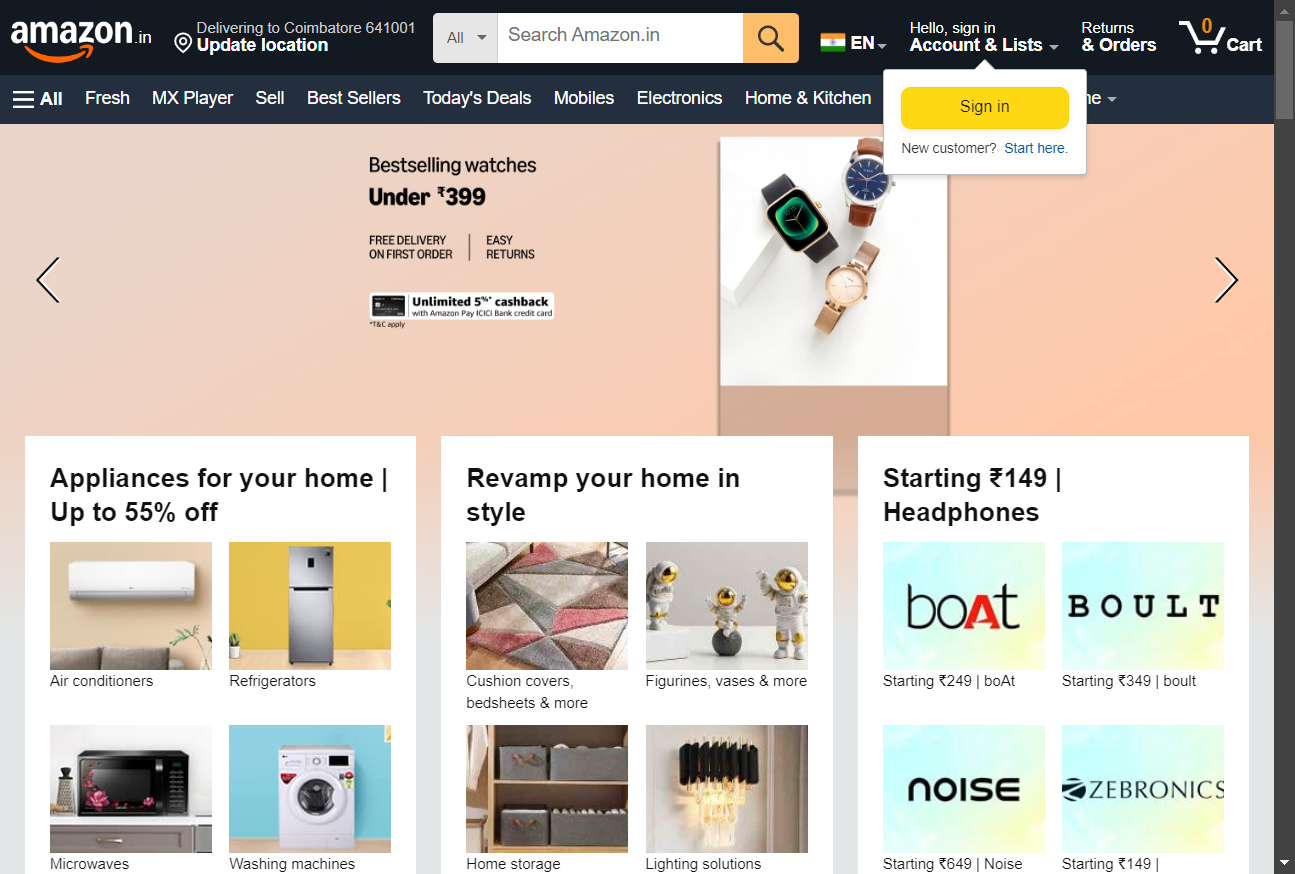 amazon.in
Delivering to Coimbatore 641001
Update location
All
Search Amazon.in
EN
Hello, sign in
Account & Lists
Returns
& Orders
0
Cart
All
Fresh
MX Player
Sell
Best Sellers
Today's Deals
Mobiles
Electronics
Home & Kitchen
Sign in
New customer? Start here.
Bestselling watches
Under ₹399
FREE DELIVERY
ON FIRST ORDER
EASY
RETURNS
Unlimited 5%* cashback
with Amazon Pay ICICI Bank credit card
*T&C apply
Appliances for your home |
Up to 55% off
Air conditioners
Refrigerators
Microwaves
Washing machines
Revamp your home in
style
Cushion covers,
bedsheets & more
Figurines, vases & more
Home storage
Lighting solutions
Starting ₹149 |
Headphones
boAt
BOULT
Starting ₹249 | boAt
Starting ₹349 | boult
NOISE
ZEBRONICS
Starting ₹649 | Noise
Starting ₹149 |